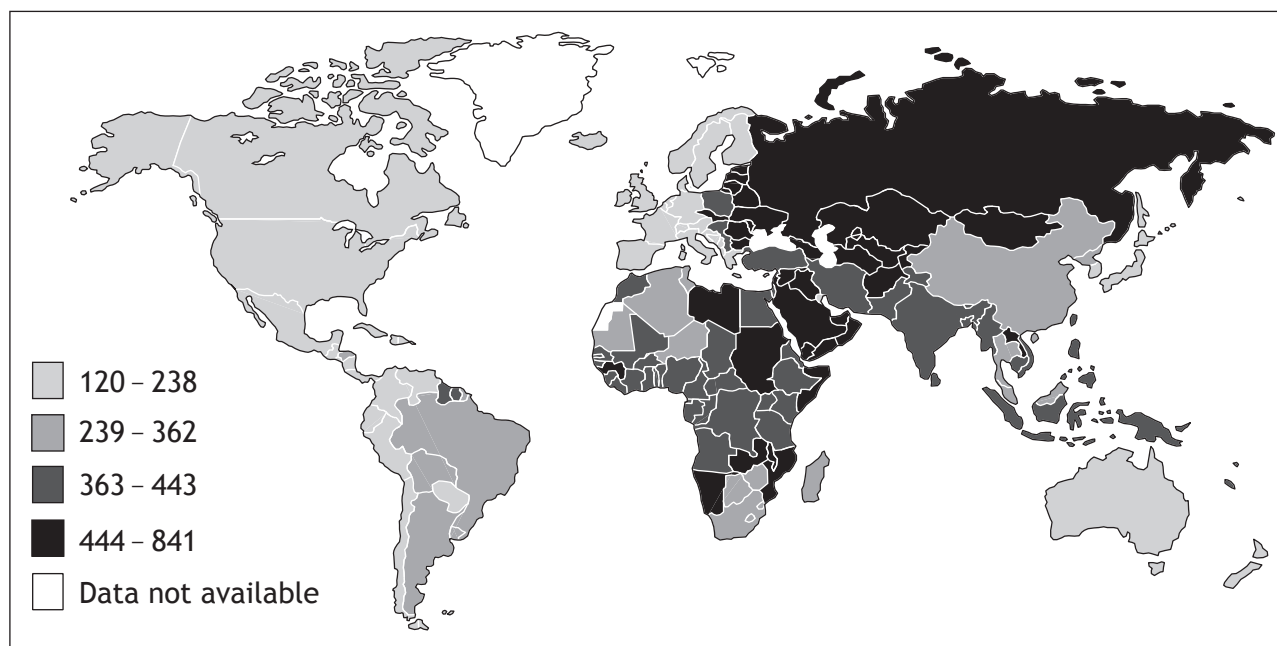 120 – 238
239 – 362
363 – 443
444 – 841
Data not available